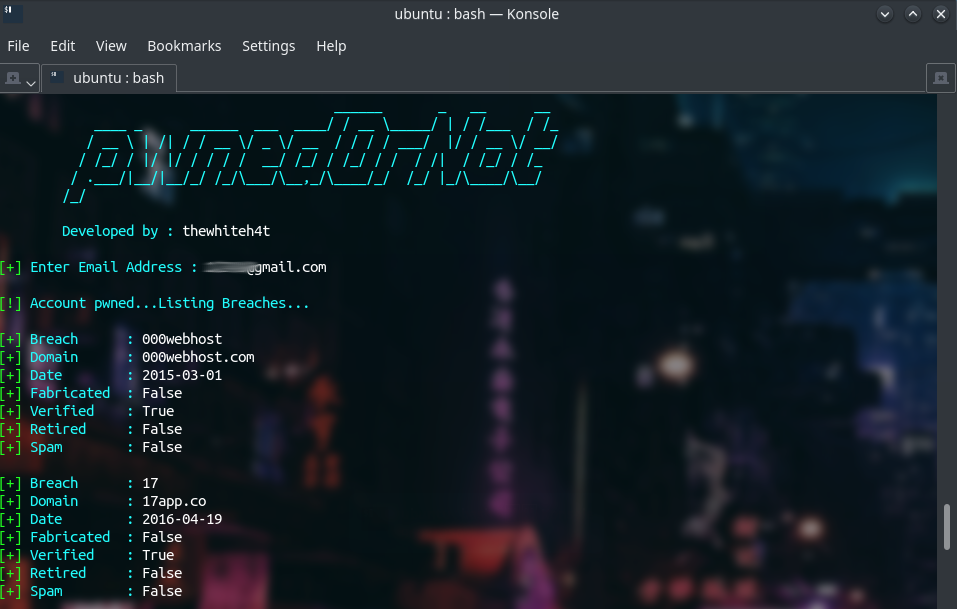 ubuntu : bash — Konsole
File Edit View Bookmarks Settings Help
ubuntu : bash
pwnedOrNot
Developed by : thewhiteh4t
[+] Enter Email Address : @gmail.com
[!] Account pwned...Listing Breaches...
[+] Breach : 000webhost
[+] Domain : 000webhost.com
[+] Date : 2015-03-01
[+] Fabricated : False
[+] Verified : True
[+] Retired : False
[+] Spam : False
[+] Breach : 17
[+] Domain : 17app.co
[+] Date : 2016-04-19
[+] Fabricated : False
[+] Verified : True
[+] Retired : False
[+] Spam : False